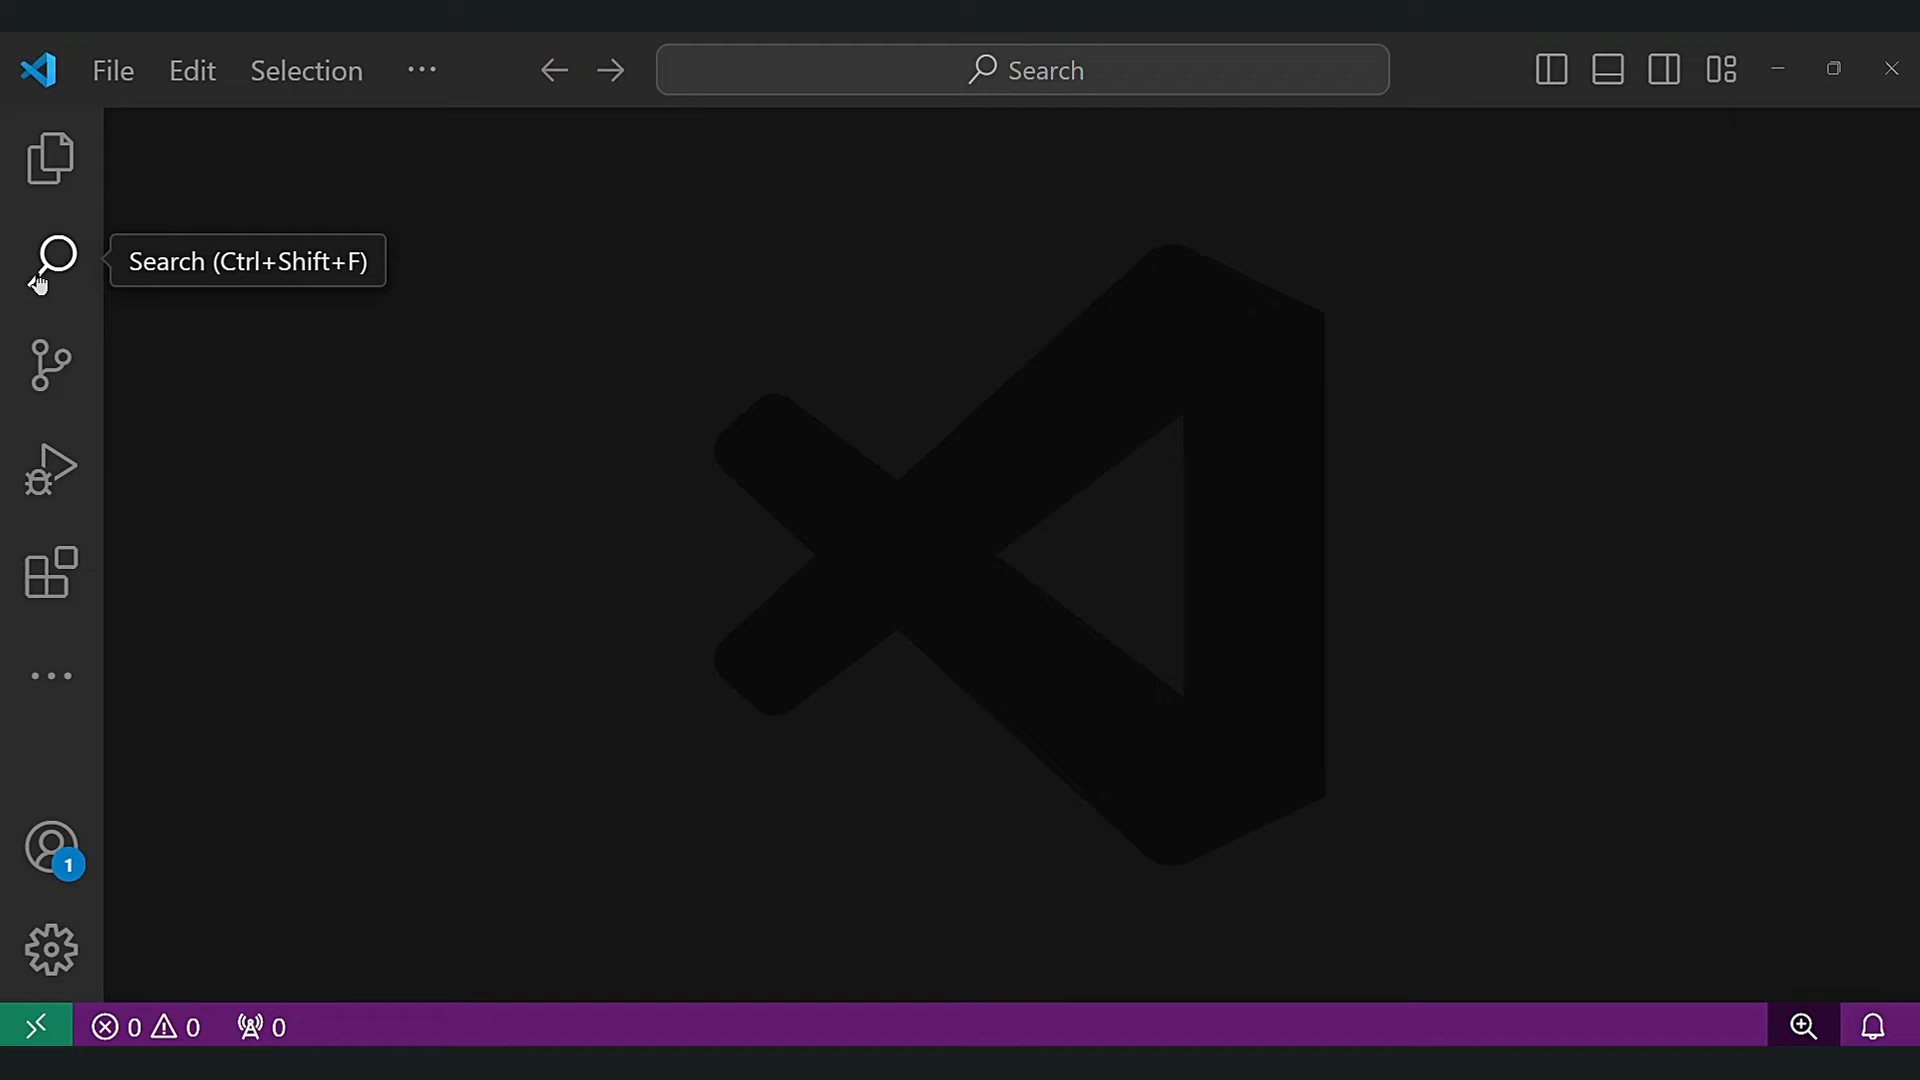 File Edit Selection ···
Search
Search (Ctrl+Shift+F)
1
0 0 0